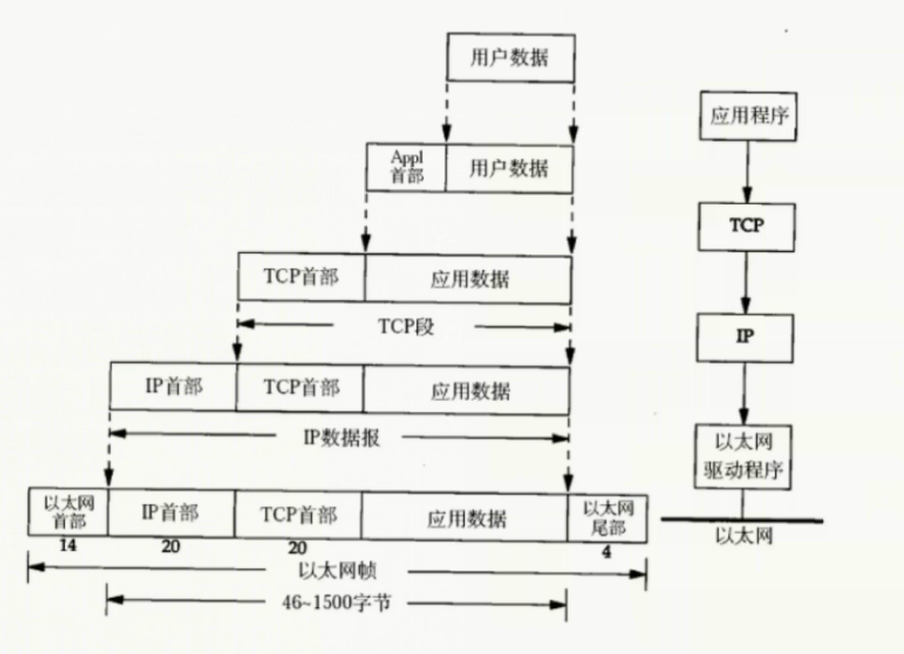 用户数据
应用程序
Appl
首部
用户数据
TCP
TCP首部
应用数据
TCP段
IP
IP首部
TCP首部
应用数据
IP数据报
以太网
驱动程序
以太网
首部
IP首部
TCP首部
应用数据
以太网
尾部
以太网
14
20
20
4
以太网帧
46~1500字节